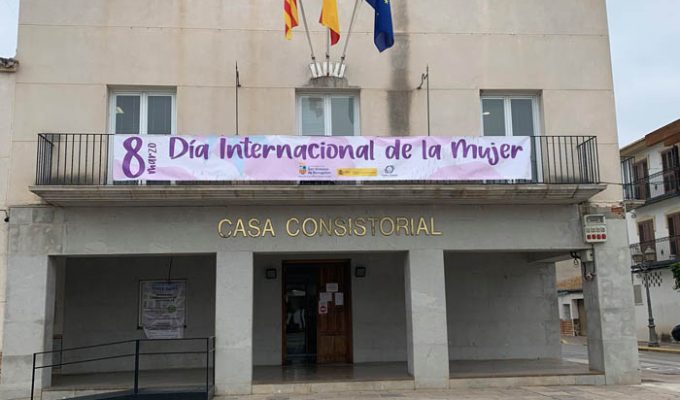 8 marzo Día Internacional de la Mujer
CASA CONSISTORIAL